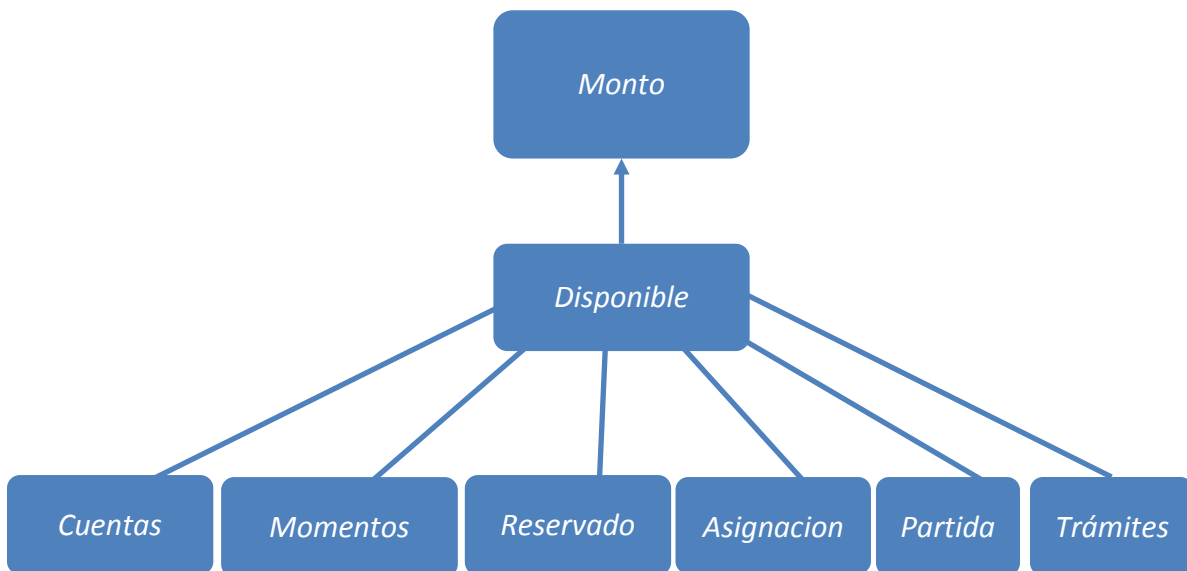 Monto
Disponible
Cuentas
Momentos
Reservado
Asignacion
Partida
Trámites